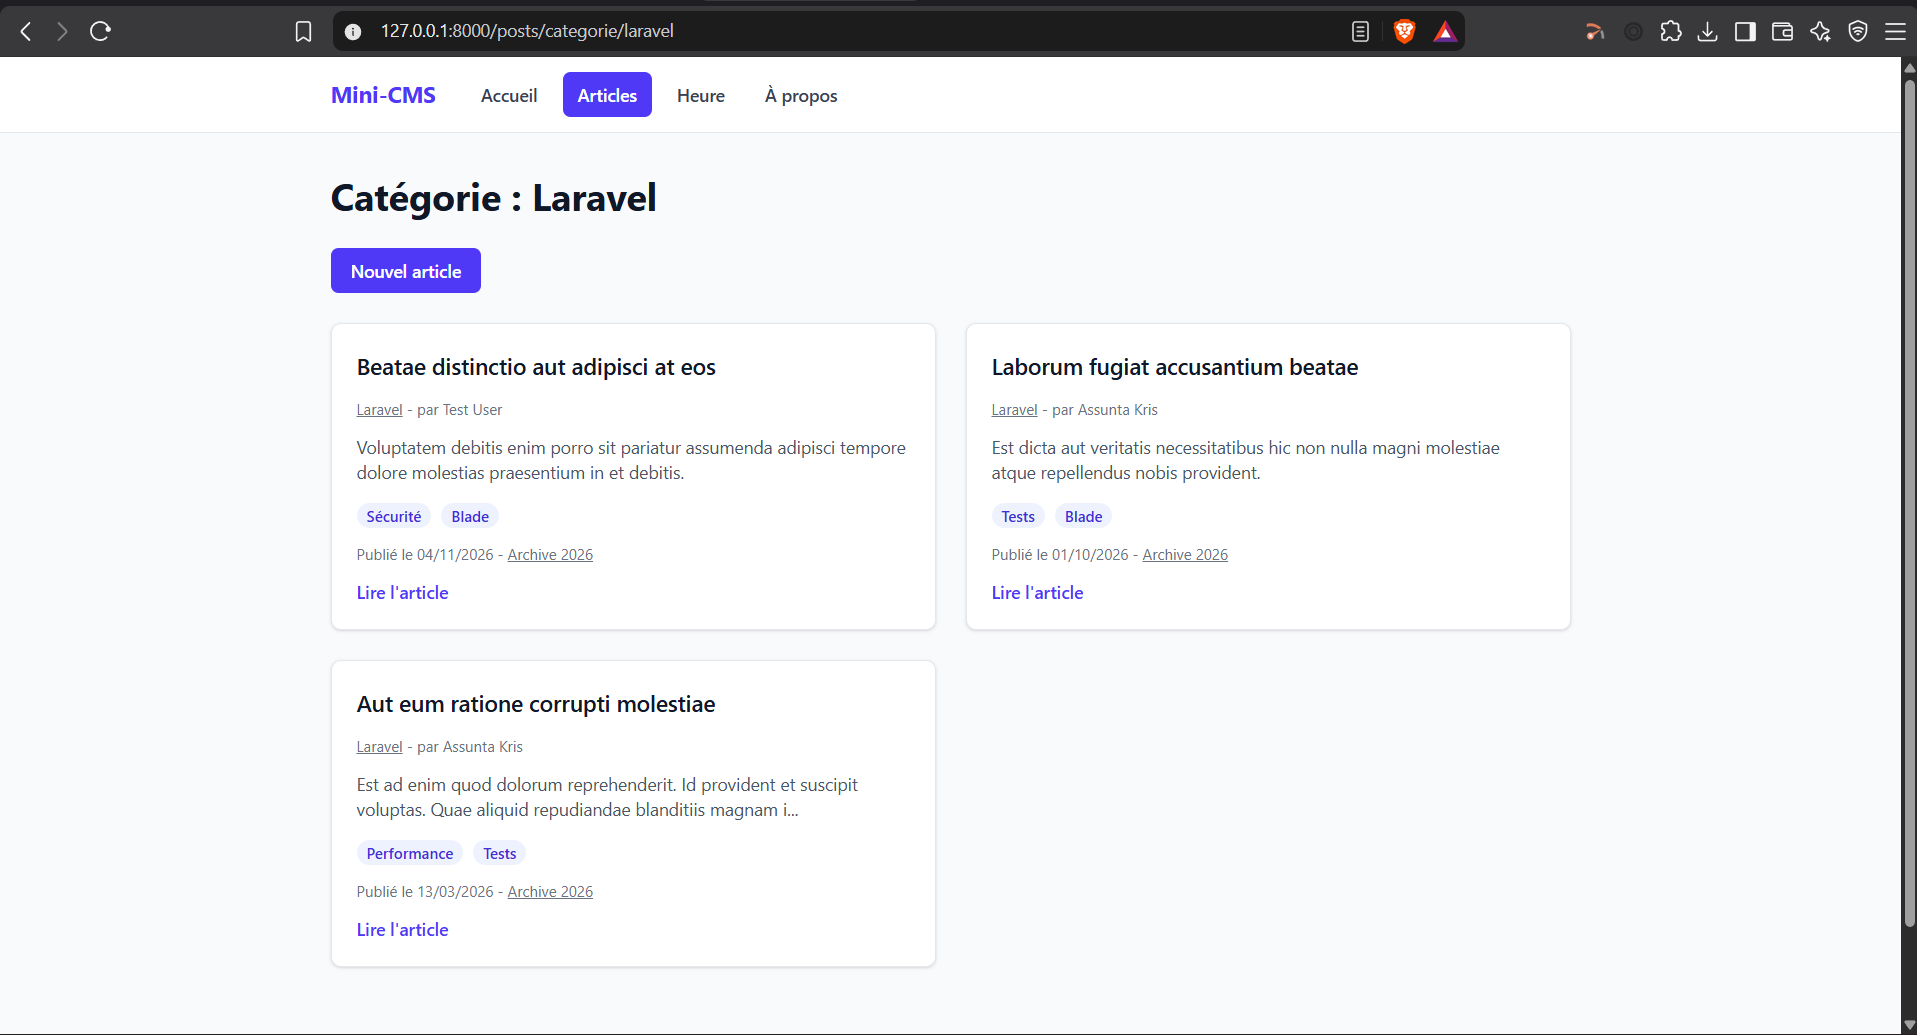 127.0.0.1:8000/posts/categorie/laravel
Mini-CMS Accueil Articles Heure À propos
Catégorie : Laravel
Nouvel article
Beatae distinctio aut adipisci at eos
Laravel - par Test User
Voluptatem debitis enim porro sit pariatur assumenda adipisci tempore
dolore molestias praesentium in et debitis.
Sécurité Blade
Publié le 04/11/2026 - Archive 2026
Lire l'article
Laborum fugiat accusantium beatae
Laravel - par Assunta Kris
Est dicta aut veritatis necessitatibus hic non nulla magni molestiae
atque repellendus nobis provident.
Tests Blade
Publié le 01/10/2026 - Archive 2026
Lire l'article
Aut eum ratione corrupti molestiae
Laravel - par Assunta Kris
Est ad enim quod dolorum reprehenderit. Id provident et suscipit
voluptas. Quae aliquid repudiandae blanditiis magnam i...
Performance Tests
Publié le 13/03/2026 - Archive 2026
Lire l'article